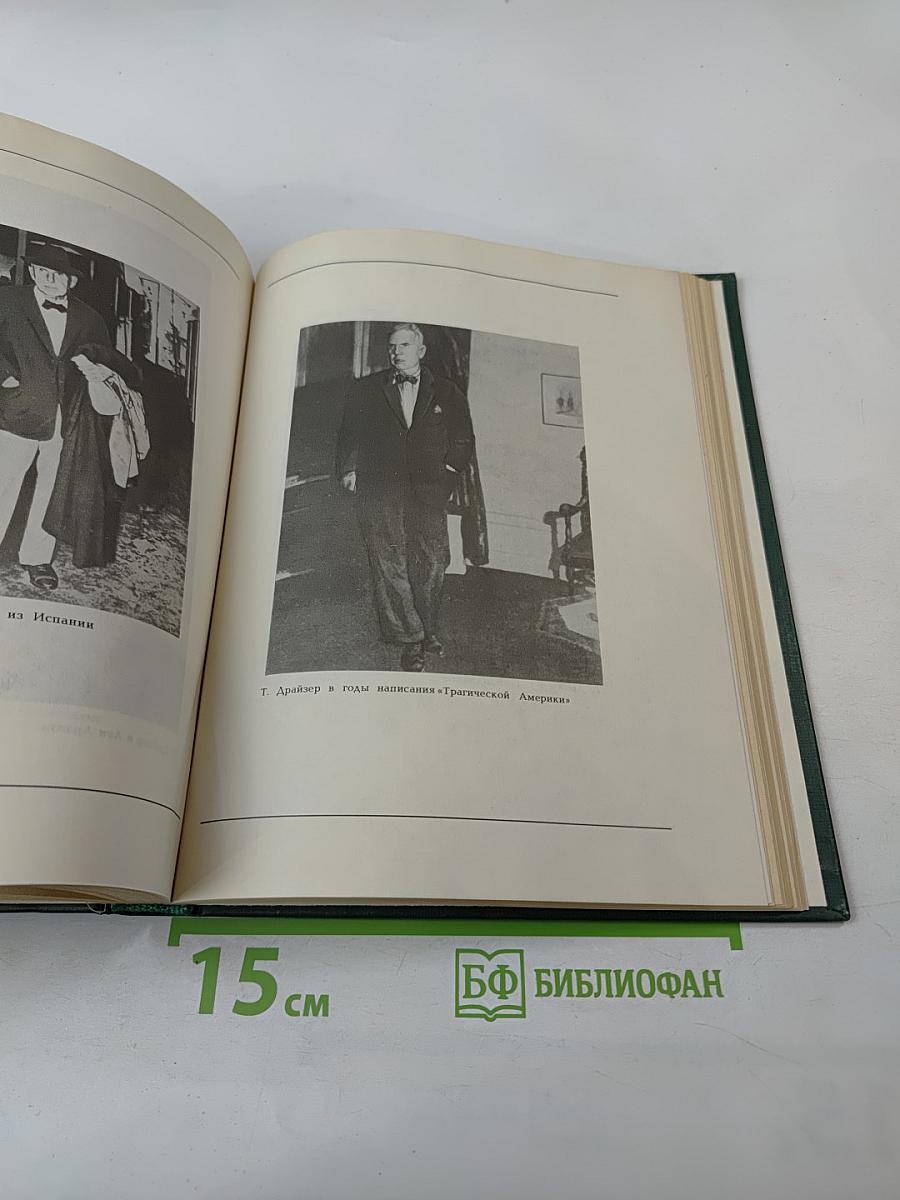 из Испании
Т. Драйзер в годы написания «Трагической Америки»
15 см
БФ БИБЛИОФАН